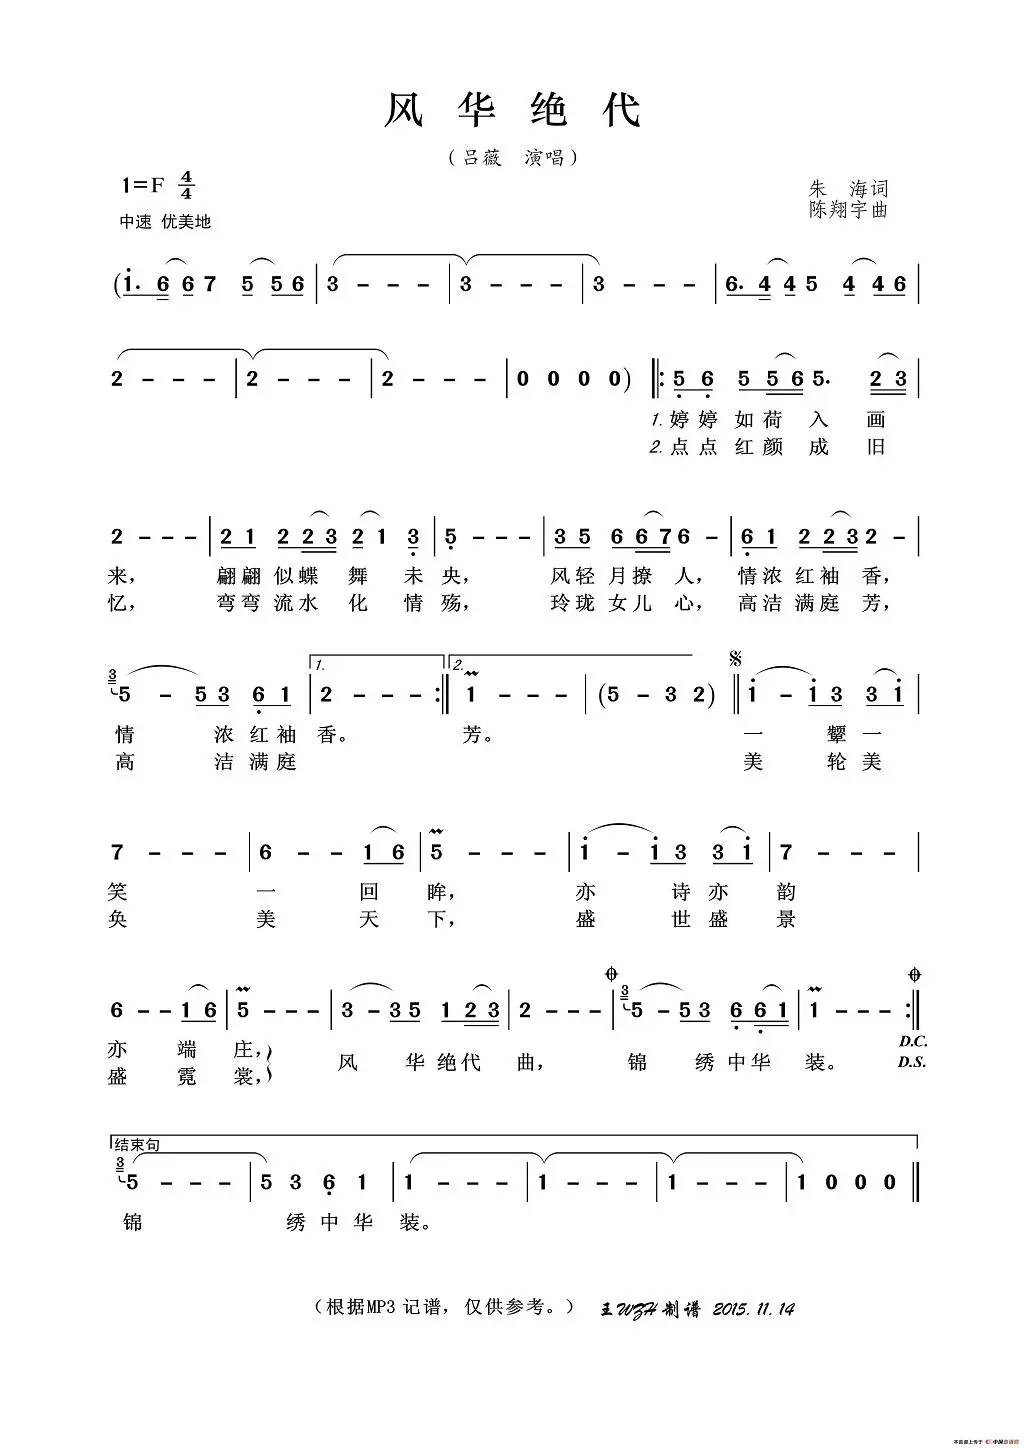 风 华 绝 代
（吕薇　演唱）
1=F 4/4
朱　海词
中速 优美地
陈翔宇曲
(1. 6 6 7 5 5 5 6 | 3 - - - | 3 - - - | 3 - - - | 6. 4 4 5 4 4 4 6 |
2 - - - | 2 - - - | 2 - - - | 0 0 0 0 ) ‖: 5 6 5 5 6 5. 2 3 |
1. 婷婷 如荷 入 画
2. 点点 红颜 成 旧
2 - - - | 2 1 2 2 3 2 1 3 | 5 - - - | 3 5 6 6 7 6 - | 6 1 2 2 3 2 - |
来， 翩翩 似蝶 舞 未 央， 风轻 月撩 人， 情浓 红袖 香，
忆， 弯弯 流水 化 情 殇， 玲珑 女儿 心， 高洁 满庭 芳，
3 5 - 5 3 6 1 | 1. 2 - - - :‖ 2. 1 - - - | (5 - 3 2) ‖ 1 - 1 3 3 1 |
情 浓 红 袖 香。 芳。 一 颦 一
高 洁 满 庭 美 轮 美
7 - - - | 6 - - 1 6 | 5 - - - | 1 - 1 3 3 1 | 7 - - - |
笑 一 回 眸， 亦 诗 亦 韵
奂 美 天 下， 盛 世 盛 景
6 - - 1 6 | 5 - - - | 3 - 3 5 1 2 3 | 2 - - - | 3 5 - 5 3 6 6 1 | 1 - - - :‖
亦 端 庄， 风 华 绝代 曲， 锦 绣 中 华 装。 D.C.
盛 霓 裳， D.S.
结束句
3 5 - - - | 5 3 6 1 | 1 - - - | 1 - - - | 1 - - - | 1 0 0 0 ‖
锦 绣 中 华 装。
（根据MP3 记谱，仅供参考。） 王WZH 制谱 2015. 11. 14